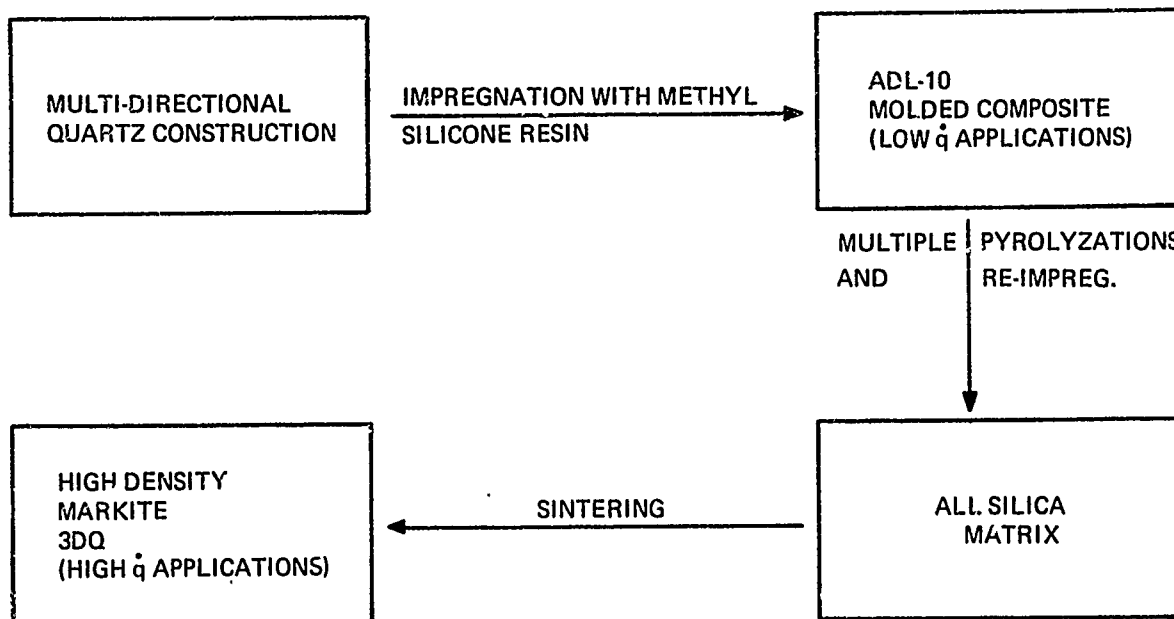 MULTI-DIRECTIONAL
QUARTZ CONSTRUCTION
IMPREGNATION WITH METHYL
SILICONE RESIN
ADL-10
MOLDED COMPOSITE
(LOW q̇ APPLICATIONS)
MULTIPLE PYROLYZATIONS
AND RE-IMPREG.
ALL SILICA
MATRIX
SINTERING
HIGH DENSITY
MARKITE
3DQ
(HIGH q̇ APPLICATIONS)